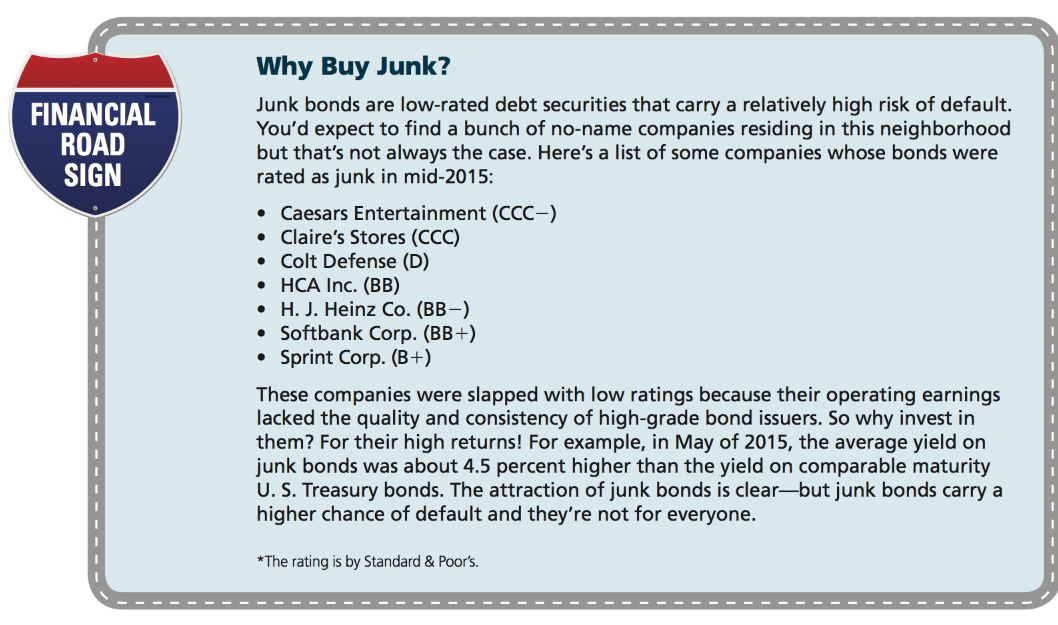 FINANCIAL
ROAD
SIGN
Why Buy Junk?
Junk bonds are low-rated debt securities that carry a relatively high risk of default.
You’d expect to find a bunch of no-name companies residing in this neighborhood
but that’s not always the case. Here’s a list of some companies whose bonds were
rated as junk in mid-2015:
• Caesars Entertainment (CCC−)
• Claire’s Stores (CCC)
• Colt Defense (D)
• HCA Inc. (BB)
• H. J. Heinz Co. (BB−)
• Softbank Corp. (BB+)
• Sprint Corp. (B+)
These companies were slapped with low ratings because their operating earnings
lacked the quality and consistency of high-grade bond issuers. So why invest in
them? For their high returns! For example, in May of 2015, the average yield on
junk bonds was about 4.5 percent higher than the yield on comparable maturity
U. S. Treasury bonds. The attraction of junk bonds is clear—but junk bonds carry a
higher chance of default and they’re not for everyone.
*The rating is by Standard & Poor’s.